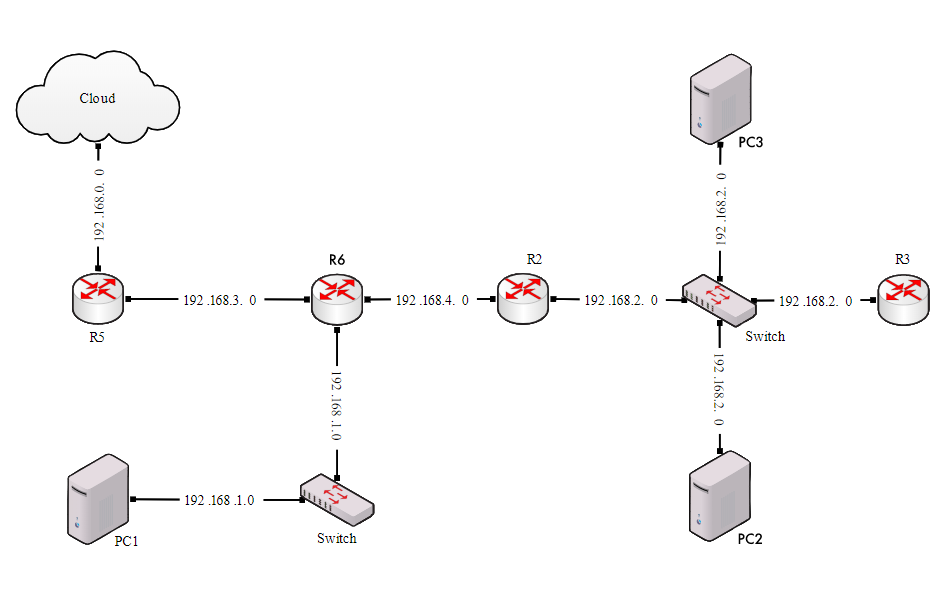 Cloud
PC3
192 .168.0.  0
192 .168.2.  0
R6
R2
R3
192 .168.3.  0
192 .168.4.  0
192 .168.2.  0
192 .168.2.  0
R5
Switch
192 .168 .1.0
192 .168.2.  0
192 .168 .1.0
PC1
Switch
PC2